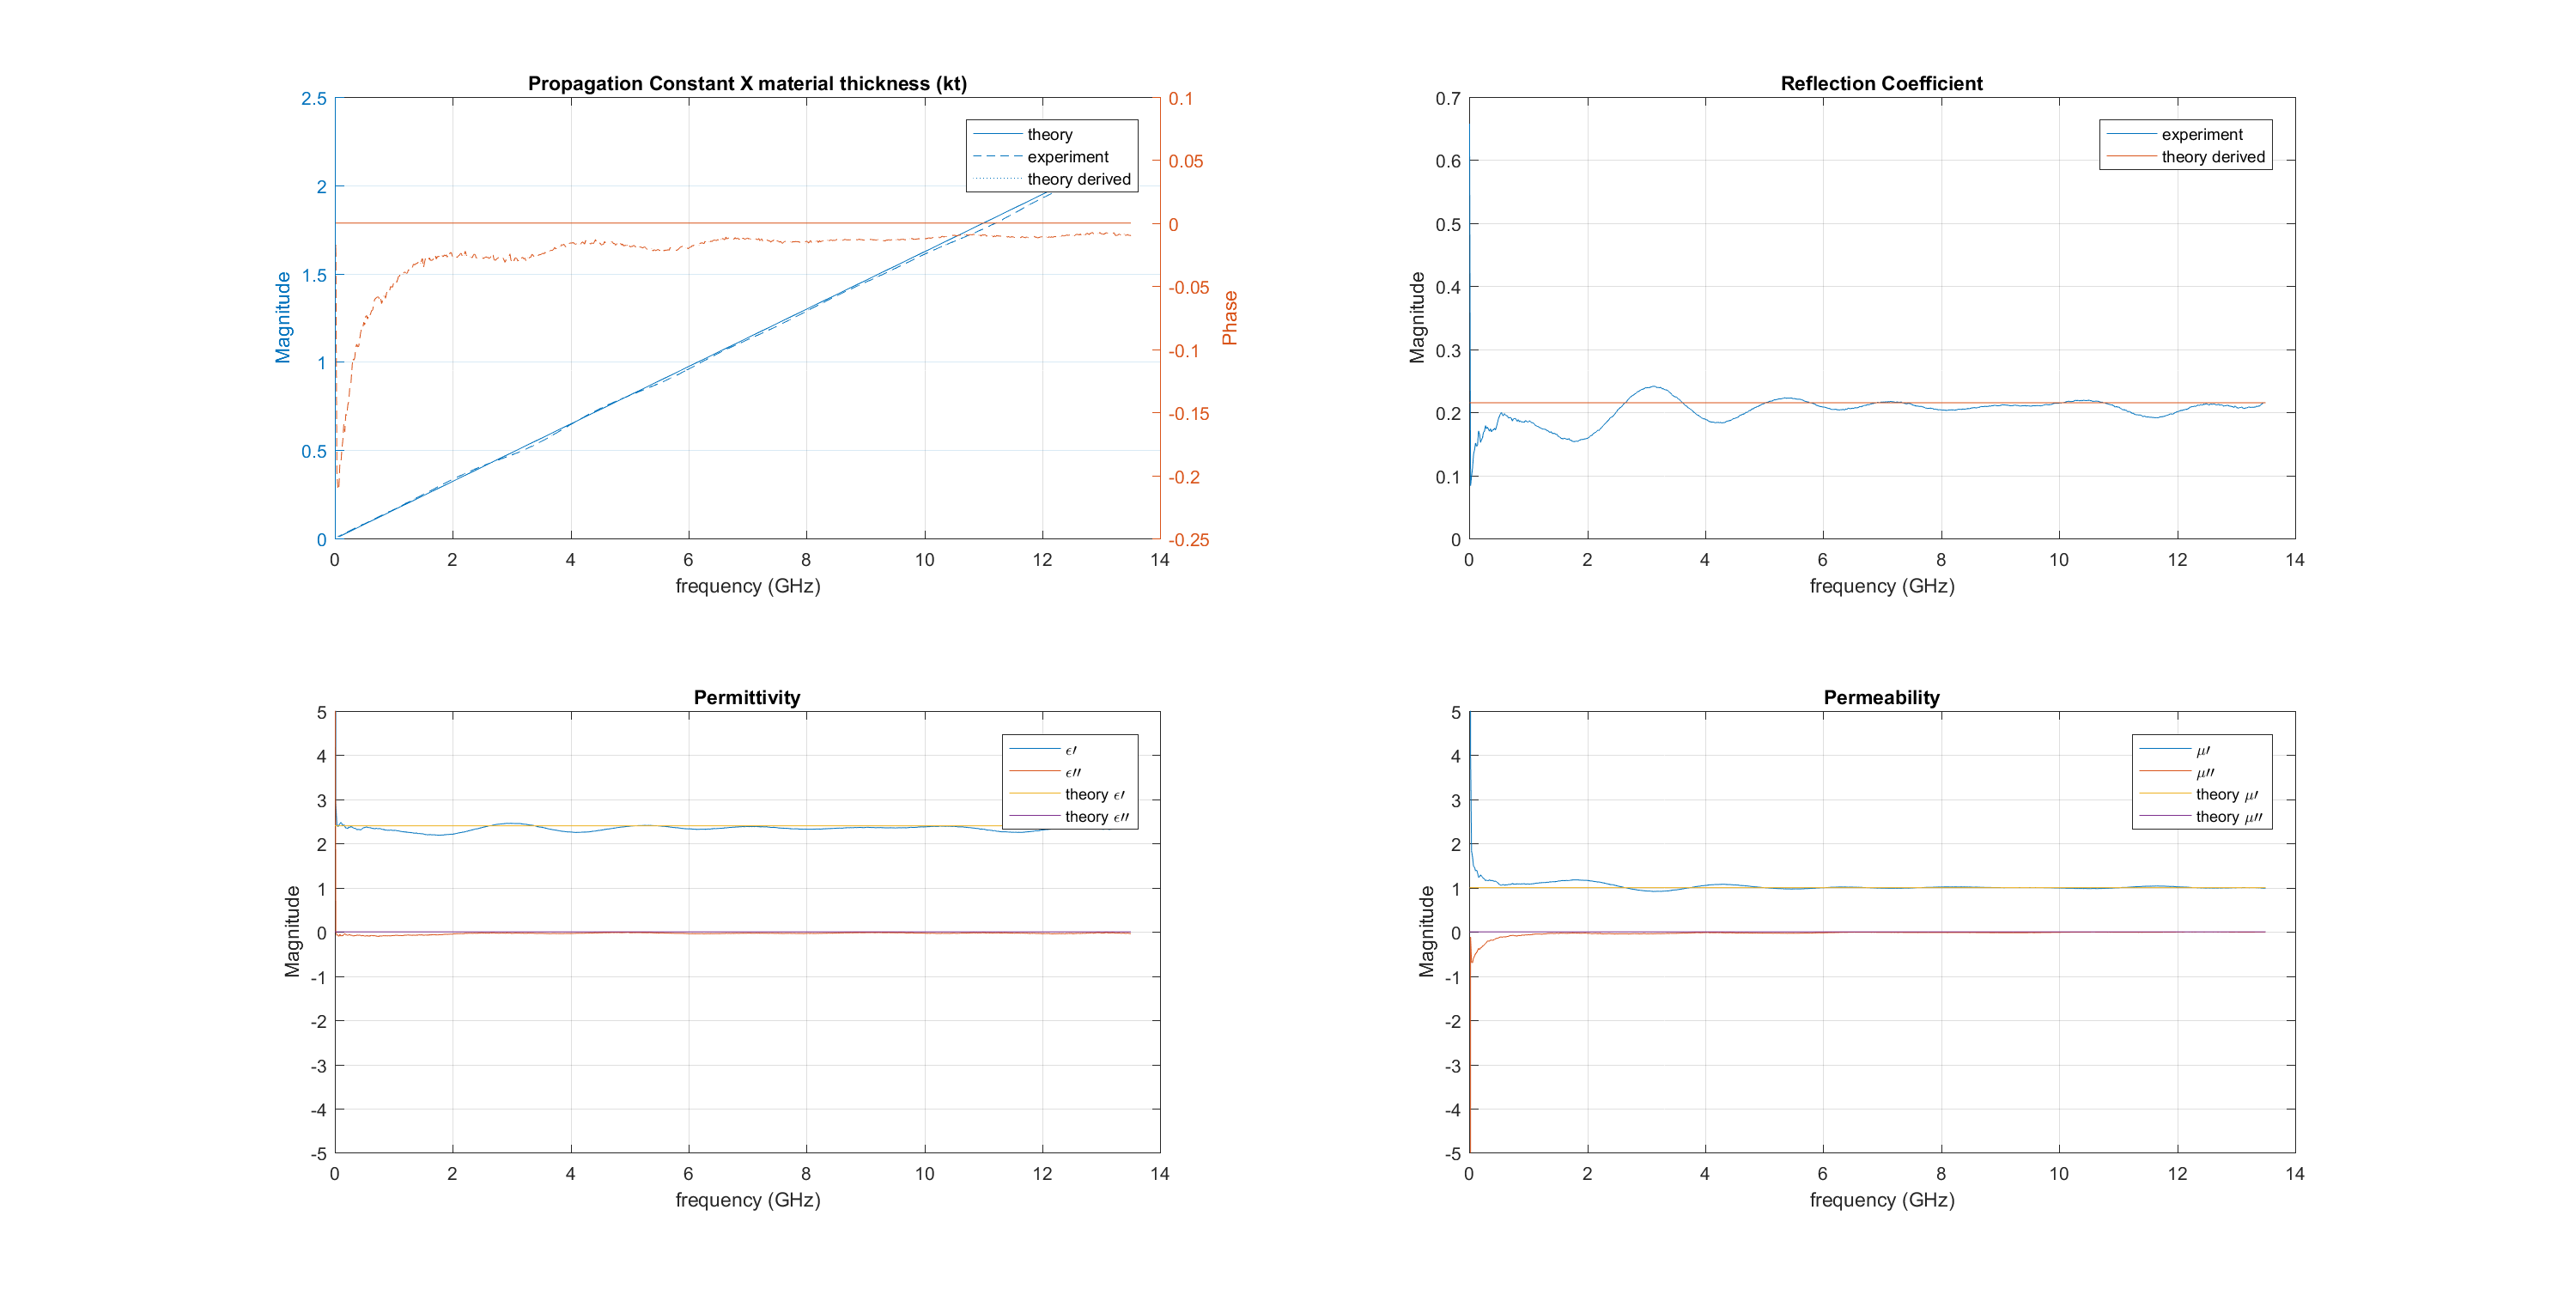 Propagation Constant X material thickness (kt)
2.5
2
1.5
1
0.5
0
Magnitude
0.1
0.05
0
-0.05
-0.1
-0.15
-0.2
-0.25
Phase
theory
experiment
theory derived
0 2 4 6 8 10 12 14
frequency (GHz)
Reflection Coefficient
0.7
0.6
0.5
0.4
0.3
0.2
0.1
0
Magnitude
experiment
theory derived
0 2 4 6 8 10 12 14
frequency (GHz)
Permittivity
5
4
3
2
1
0
-1
-2
-3
-4
-5
Magnitude
ϵ′
ϵ′′
theory ϵ′
theory ϵ′′
0 2 4 6 8 10 12 14
frequency (GHz)
Permeability
5
4
3
2
1
0
-1
-2
-3
-4
-5
Magnitude
μ′
μ′′
theory μ′
theory μ′′
0 2 4 6 8 10 12 14
frequency (GHz)